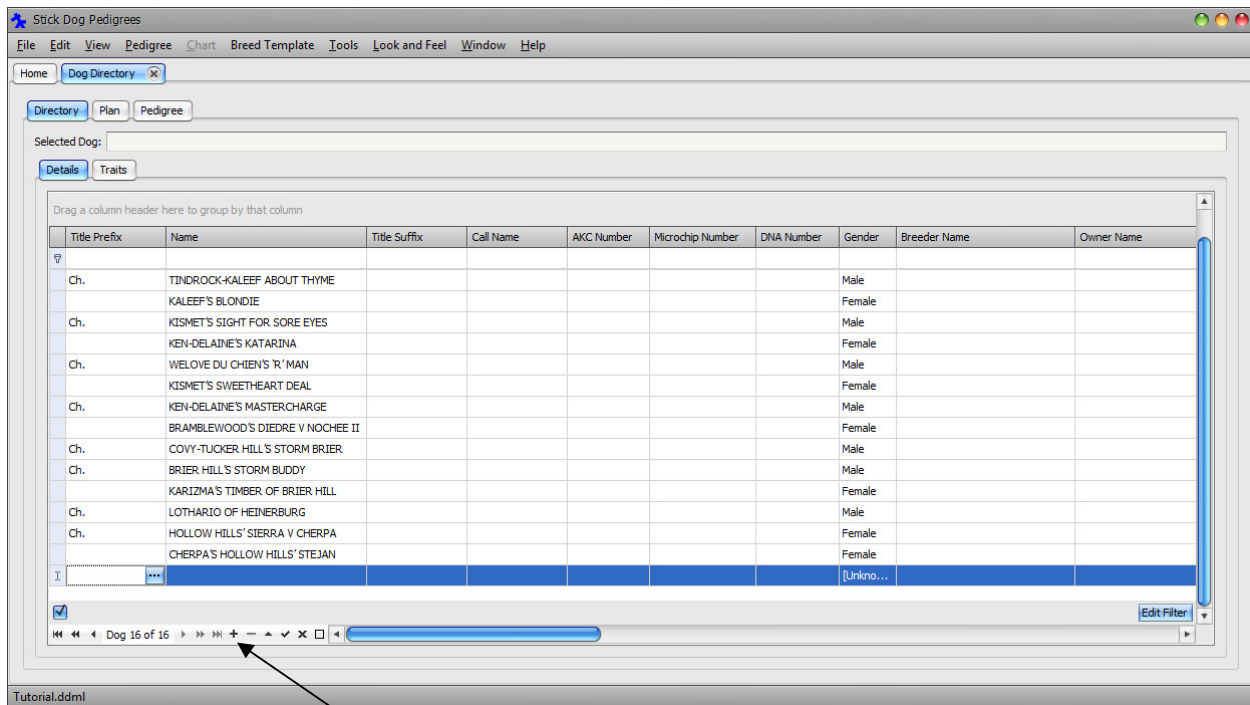 Stick Dog Pedigrees
File Edit View Pedigree Chart Breed Template Tools Look and Feel Window Help
Home Dog Directory
Directory Plan Pedigree
Selected Dog:
Details Traits
Drag a column header here to group by that column
Title Prefix Name Title Suffix Call Name AKC Number Microchip Number DNA Number Gender Breeder Name Owner Name
Ch. TINDROCK-KALEEF ABOUT THYME Male
KALEEF'S BLONDIE Female
Ch. KISMET'S SIGHT FOR SORE EYES Male
KEN-DELAINE'S KATARINA Female
Ch. WELOVE DU CHIEN'S 'R' MAN Male
KISMET'S SWEETHEART DEAL Female
Ch. KEN-DELAINE'S MASTERCHARGE Male
BRAMBLEWOOD'S DIEDRE V NOCHEE II Female
Ch. COVY-TUCKER HILL'S STORM BRIER Male
Ch. BRIER HILL'S STORM BUDDY Male
KARIZMA'S TIMBER OF BRIER HILL Female
Ch. LOTHARIO OF HEINERBURG Male
Ch. HOLLOW HILLS' SIERRA V CHERPA Female
CHERPA'S HOLLOW HILLS' STEJAN Female
... [Unkno...
Edit Filter
Dog 16 of 16
Tutorial.ddml